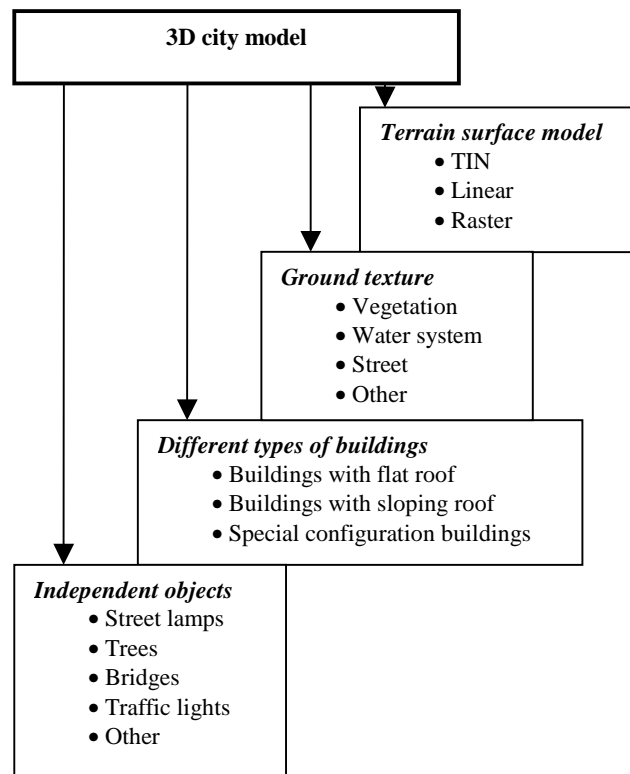 3D city model
Terrain surface model
• TIN
• Linear
• Raster
Ground texture
• Vegetation
• Water system
• Street
• Other
Different types of buildings
• Buildings with flat roof
• Buildings with sloping roof
• Special configuration buildings
Independent objects
• Street lamps
• Trees
• Bridges
• Traffic lights
• Other